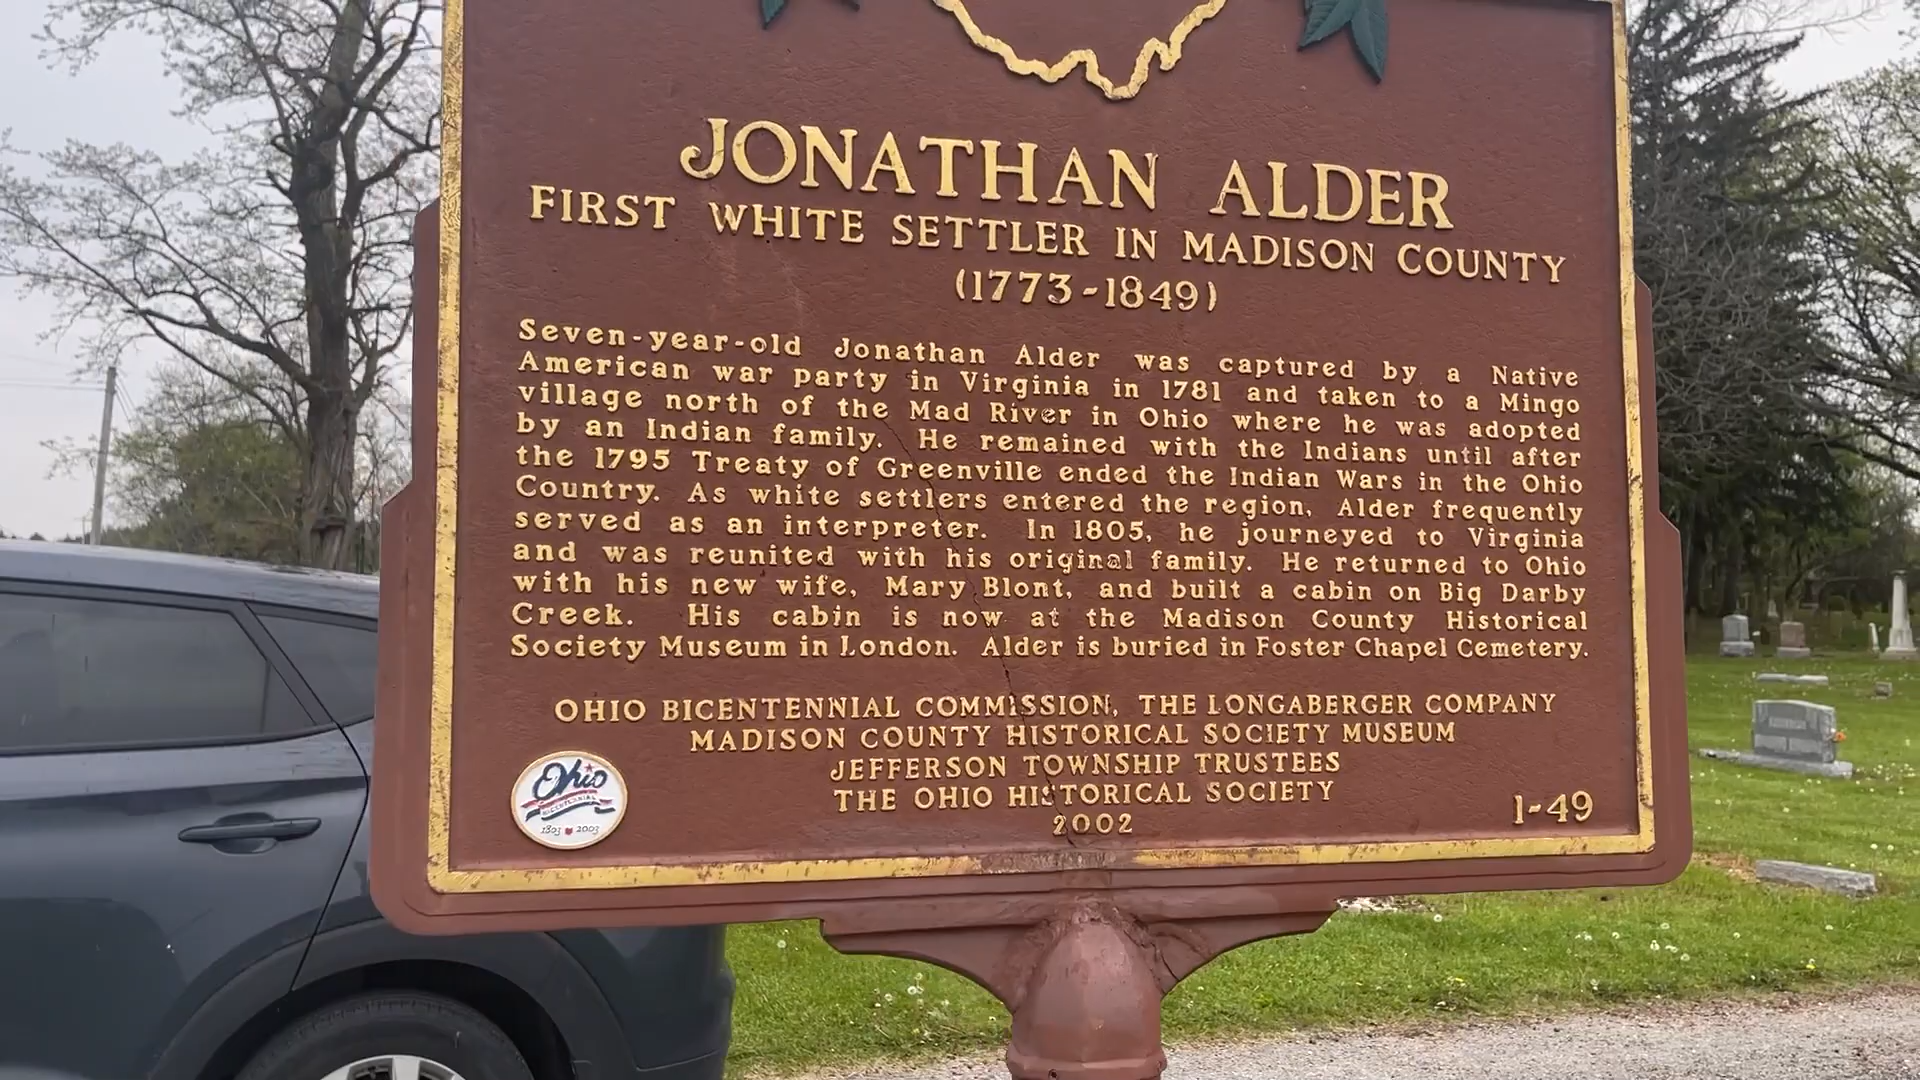 JONATHAN ALDER
FIRST WHITE SETTLER IN MADISON COUNTY
(1773-1849)
Seven-year-old Jonathan Alder was captured by a Native
American war party in Virginia in 1781 and taken to a Mingo
village north of the Mad River in Ohio where he was adopted
by an Indian family. He remained with the Indians until after
the 1795 Treaty of Greenville ended the Indian Wars in the Ohio
Country. As white settlers entered the region, Alder frequently
served as an interpreter. In 1805, he journeyed to Virginia
and was reunited with his original family. He returned to Ohio
with his new wife, Mary Blont, and built a cabin on Big Darby
Creek. His cabin is now at the Madison County Historical
Society Museum in London. Alder is buried in Foster Chapel Cemetery.
OHIO BICENTENNIAL COMMISSION, THE LONGABERGER COMPANY
MADISON COUNTY HISTORICAL SOCIETY MUSEUM
JEFFERSON TOWNSHIP TRUSTEES
THE OHIO HISTORICAL SOCIETY
2002
1-49
Ohio
BICENTENNIAL
1803 2003